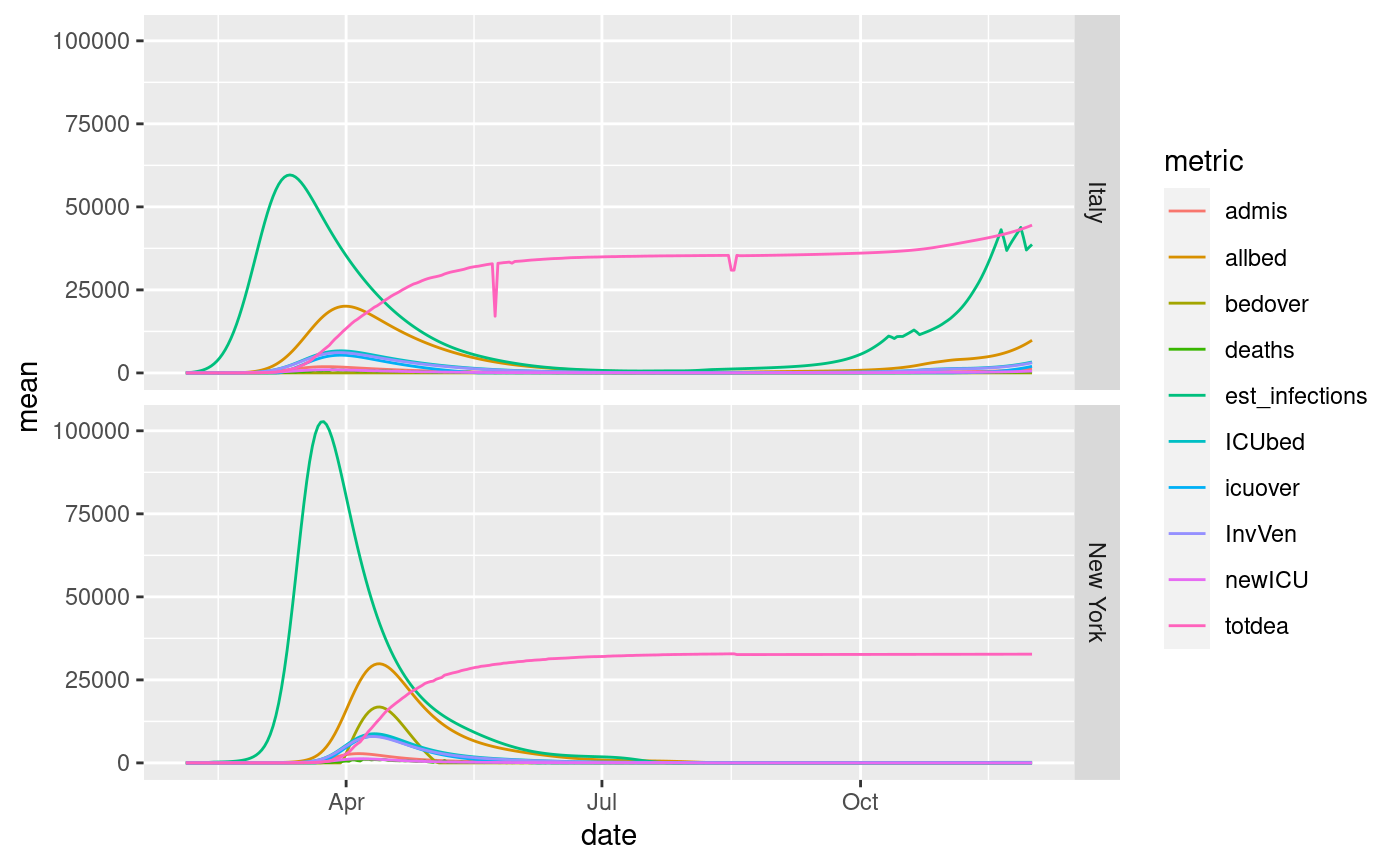 mean
100000
75000
50000
25000
0
Italy
100000
75000
50000
25000
0
New York
Apr
Jul
Oct
date
metric
admis
allbed
bedover
deaths
est_infections
ICUbed
icuover
InvVen
newICU
totdea